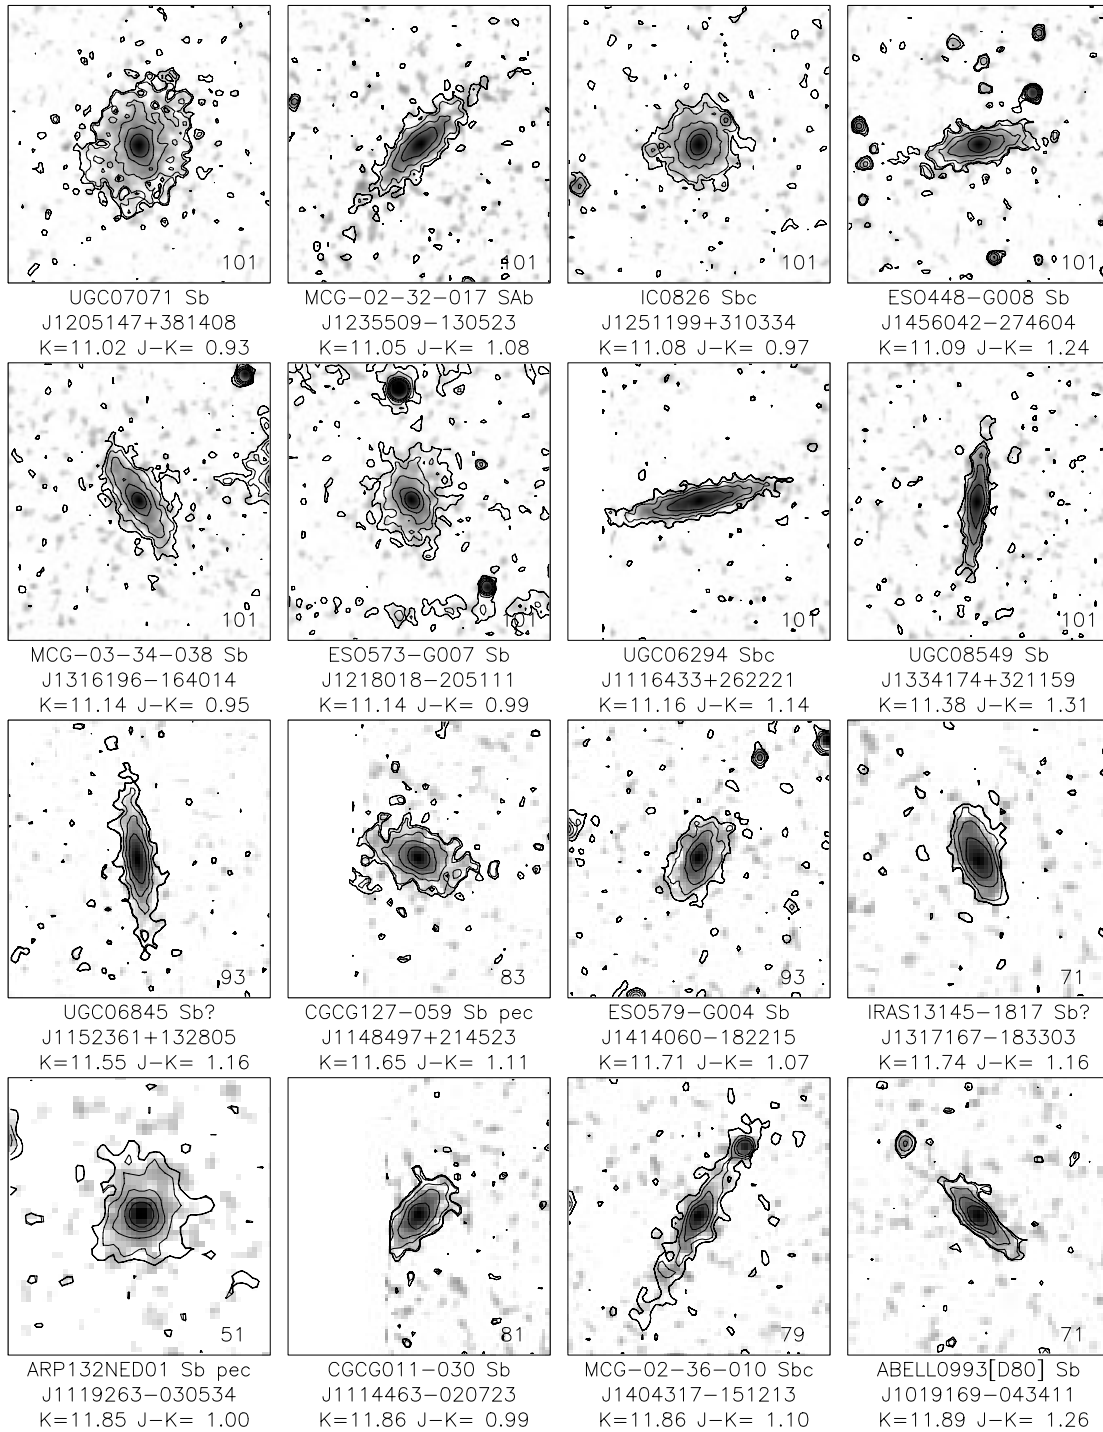 101
101
101
101
UGC07071 Sb
MCG-02-32-017 SAb
IC0826 Sbc
ESO448-G008 Sb
J1205147+381408
J1235509-130523
J1251199+310334
J1456042-274604
K=11.02 J-K= 0.93
K=11.05 J-K= 1.08
K=11.08 J-K= 0.97
K=11.09 J-K= 1.24
101
101
101
101
MCG-03-34-038 Sb
ESO573-G007 Sb
UGC06294 Sbc
UGC08549 Sb
J1316196-164014
J1218018-205111
J1116433+262221
J1334174+321159
K=11.14 J-K= 0.95
K=11.14 J-K= 0.99
K=11.16 J-K= 1.14
K=11.38 J-K= 1.31
93
83
93
71
UGC06845 Sb?
CGCG127-059 Sb pec
ESO579-G004 Sb
IRAS13145-1817 Sb?
J1152361+132805
J1148497+214523
J1414060-182215
J1317167-183303
K=11.55 J-K= 1.16
K=11.65 J-K= 1.11
K=11.71 J-K= 1.07
K=11.74 J-K= 1.16
51
81
79
71
ARP132NED01 Sb pec
CGCG011-030 Sb
MCG-02-36-010 Sbc
ABELL0993[D80] Sb
J1119263-030534
J1114463-020723
J1404317-151213
J1019169-043411
K=11.85 J-K= 1.00
K=11.86 J-K= 0.99
K=11.86 J-K= 1.10
K=11.89 J-K= 1.26